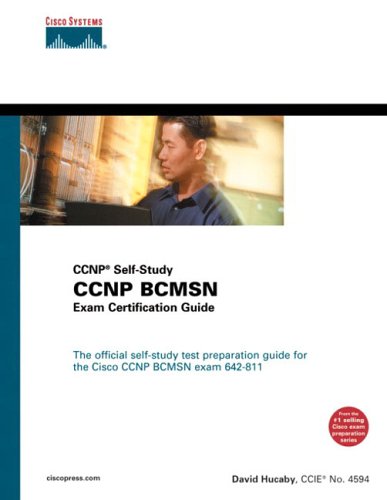 CISCO SYSTEMS
®
CCNP® Self-Study
CCNP BCMSN
Exam Certification Guide
The official self-study test preparation guide for
the Cisco CCNP BCMSN exam 642-811
From the
#1 selling
Cisco exam
preparation
series
ciscopress.com
David Hucaby, CCIE® No. 4594